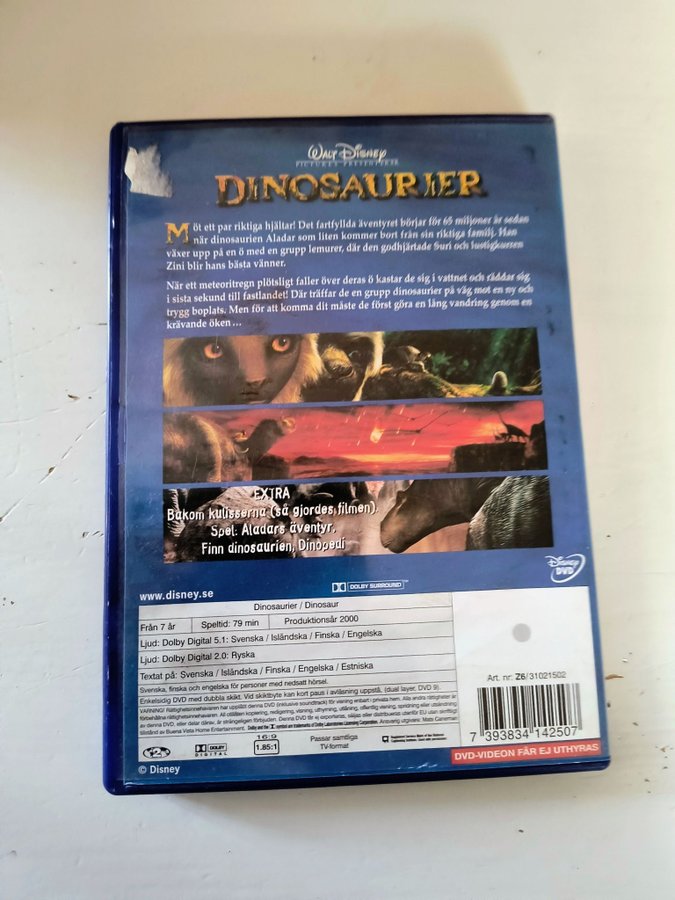 WALT DISNEY
PICTURES PRESENTERAR
DINOSAURIER
Möt ett par riktiga hjältar! Det fartfyllda äventyret börjar för 65 miljoner år sedan
när dinosaurien Aladar som liten kommer bort från sin riktiga familj. Han
växer upp på en ö med en grupp lemurer, där den godhjärtade Suri och lustigkurren
Zini blir hans bästa vänner.
När ett meteoritregn plötsligt faller över deras ö kastar de sig i vattnet och räddar sig
i sista sekund till fastlandet! Där träffar de en grupp dinosaurier på väg mot en ny och
trygg boplats. Men för att komma dit måste de först göra en lång vandring genom en
krävande öken…
EXTRA
Bakom kulisserna (så gjordes filmen).
Spel: Aladars äventyr.
Finn dinosaurien, Dinopedi
Disney
DVD
www.disney.se
DOLBY SURROUND
Dinosaurier / Dinosaur
Från 7 år Speltid: 79 min Produktionsår 2000
Ljud: Dolby Digital 5.1: Svenska / Isländska / Finska / Engelska
Ljud: Dolby Digital 2.0: Ryska
Textat på: Svenska / Isländska / Finska / Engelska / Estniska
Svenska, finska och engelska för personer med nedsatt hörsel.
Enkelsidig DVD med dubbla skikt. Vid skiktbyte kan kort paus i avläsning uppstå. (dual layer, DVD 9).
Art. nr: Z6/31021502
2
DOLBY
DIGITAL
16:9
1.85:1
Passar samtliga
TV-format
7 393834 142507
DVD-VIDEON FÅR EJ UTHYRAS
© Disney